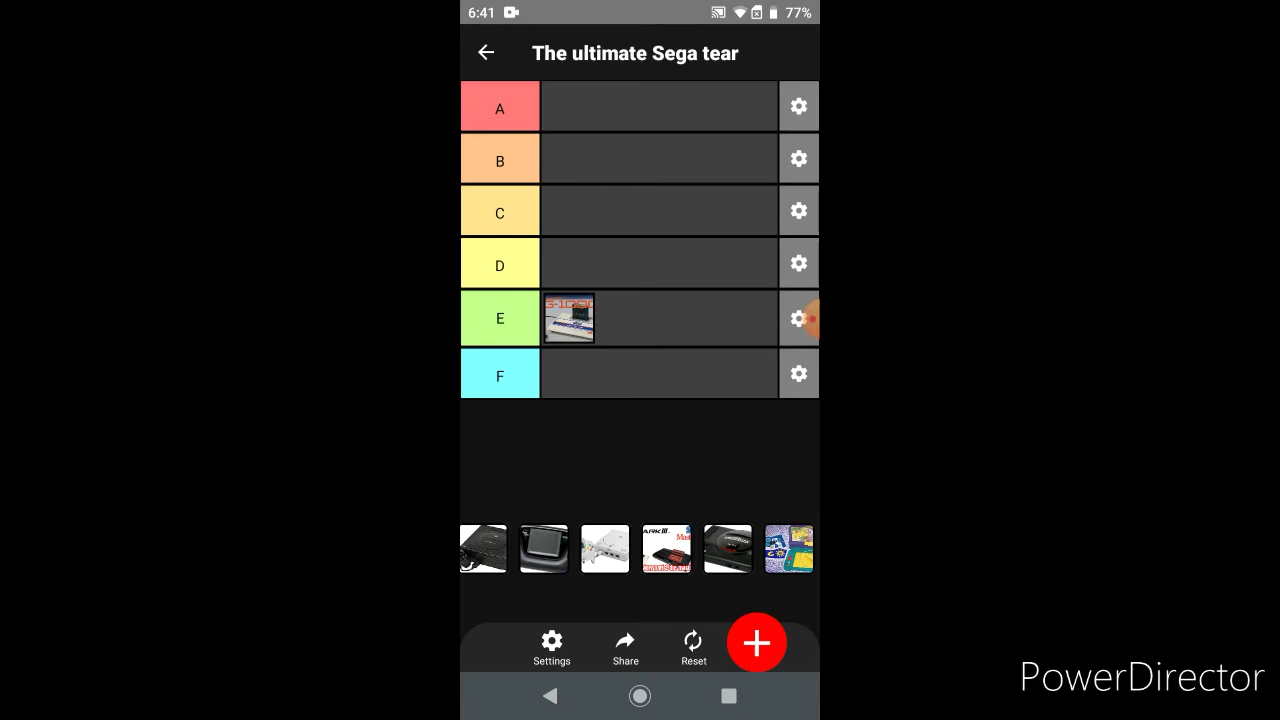 6:41
77%
The ultimate Sega tear
A
B
C
D
E
F
Settings
Share
Reset
PowerDirector